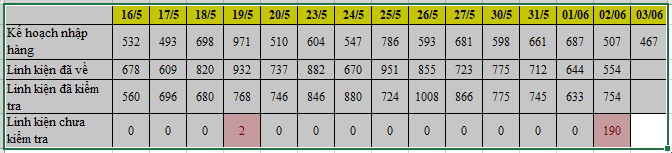 16/5 17/5 18/5 19/5 20/5 23/5 24/5 25/5 26/5 27/5 30/5 31/5 01/06 02/06 03/06
Kế hoạch nhập hàng 532 493 698 971 510 604 547 786 593 681 598 661 687 507 467
Linh kiện đã về 678 609 820 932 737 882 670 951 855 723 775 712 644 554
Linh kiện đã kiểm tra 560 696 680 768 746 846 880 724 1008 866 775 745 633 754
Linh kiện chưa kiểm tra 0 0 0 2 0 0 0 0 0 0 0 0 0 190